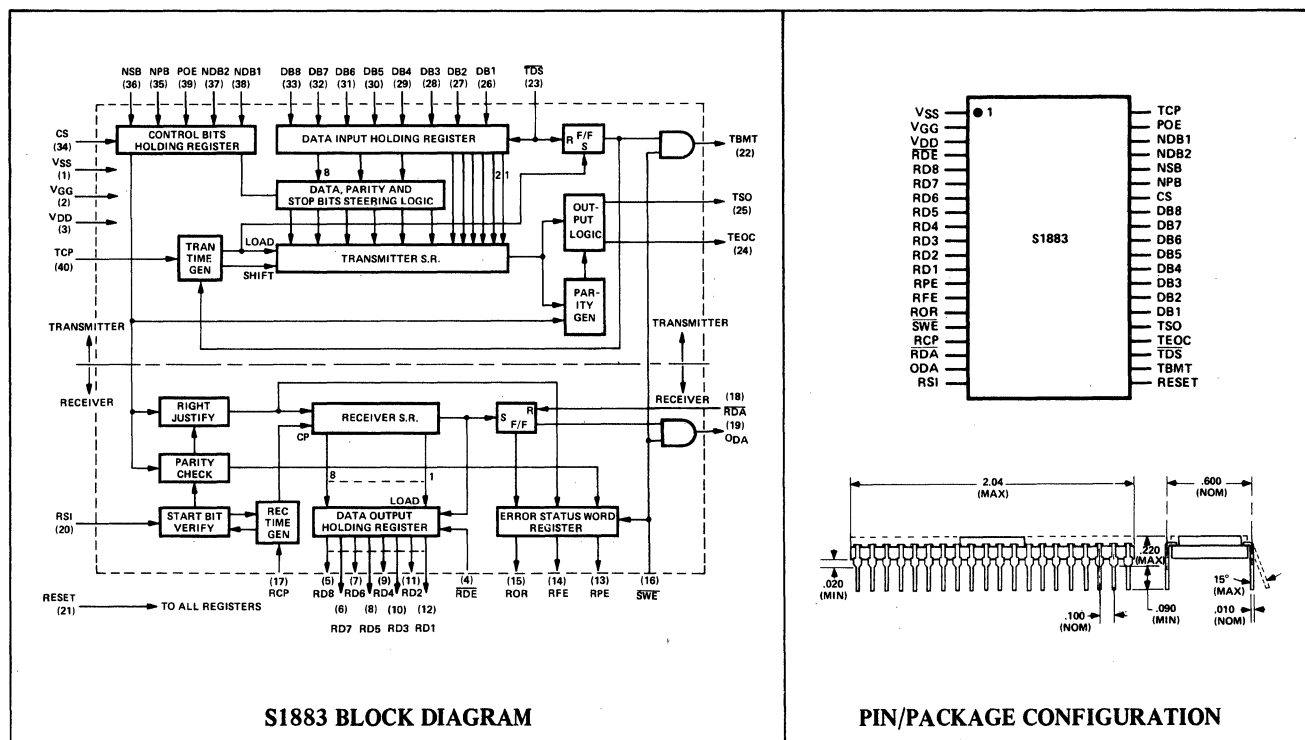 NSB NPB POE NDB2 NDB1 DB8 DB7 DB6 DB5 DB4 DB3 DB2 DB1 TDS
(36) (35) (39) (37) (38) (33) (32) (31) (30) (29) (28) (27) (26) (23)
CS
(34)
CONTROL BITS
HOLDING REGISTER
DATA INPUT HOLDING REGISTER
R F/F
S
TBMT
(22)
VSS
(1)
VGG
(2)
VDD
(3)
8
2 1
DATA, PARITY AND
STOP BITS STEERING LOGIC
OUT-
PUT
LOGIC
TSO
(25)
TEOC
(24)
TCP
(40)
TRAN
TIME
GEN
LOAD
SHIFT
TRANSMITTER S.R.
PAR-
ITY
GEN
TRANSMITTER
TRANSMITTER
RECEIVER
RECEIVER
(18)
RDA
(19)
ODA
RIGHT
JUSTIFY
RECEIVER S.R.
CP
S R
F/F
PARITY
CHECK
8 1
LOAD
RSI
(20)
START BIT
VERIFY
REC
TIME
GEN
DATA OUTPUT
HOLDING REGISTER
ERROR STATUS WORD
REGISTER
(17)
RCP
(5) (7) (9) (11) (4) (15) (14) (13) (16)
RD8 RD6 RD4 RD2 RDE ROR RFE RPE SWE
(6) (8) (10) (12)
RD7 RD5 RD3 RD1
RESET
(21)
TO ALL REGISTERS
S1883 BLOCK DIAGRAM
1
S1883
VSS TCP
VGG POE
VDD NDB1
RDE NDB2
RD8 NSB
RD7 NPB
RD6 CS
RD5 DB8
RD4 DB7
RD3 DB6
RD2 DB5
RD1 DB4
RPE DB3
RFE DB2
ROR DB1
SWE TSO
RCP TEOC
RDA TDS
ODA TBMT
RSI RESET
2.04
(MAX)
.600
(NOM)
.020
(MIN)
.220
(MAX)
.100
(NOM)
.090
(MIN)
15°
(MAX)
.010
(NOM)
PIN/PACKAGE CONFIGURATION